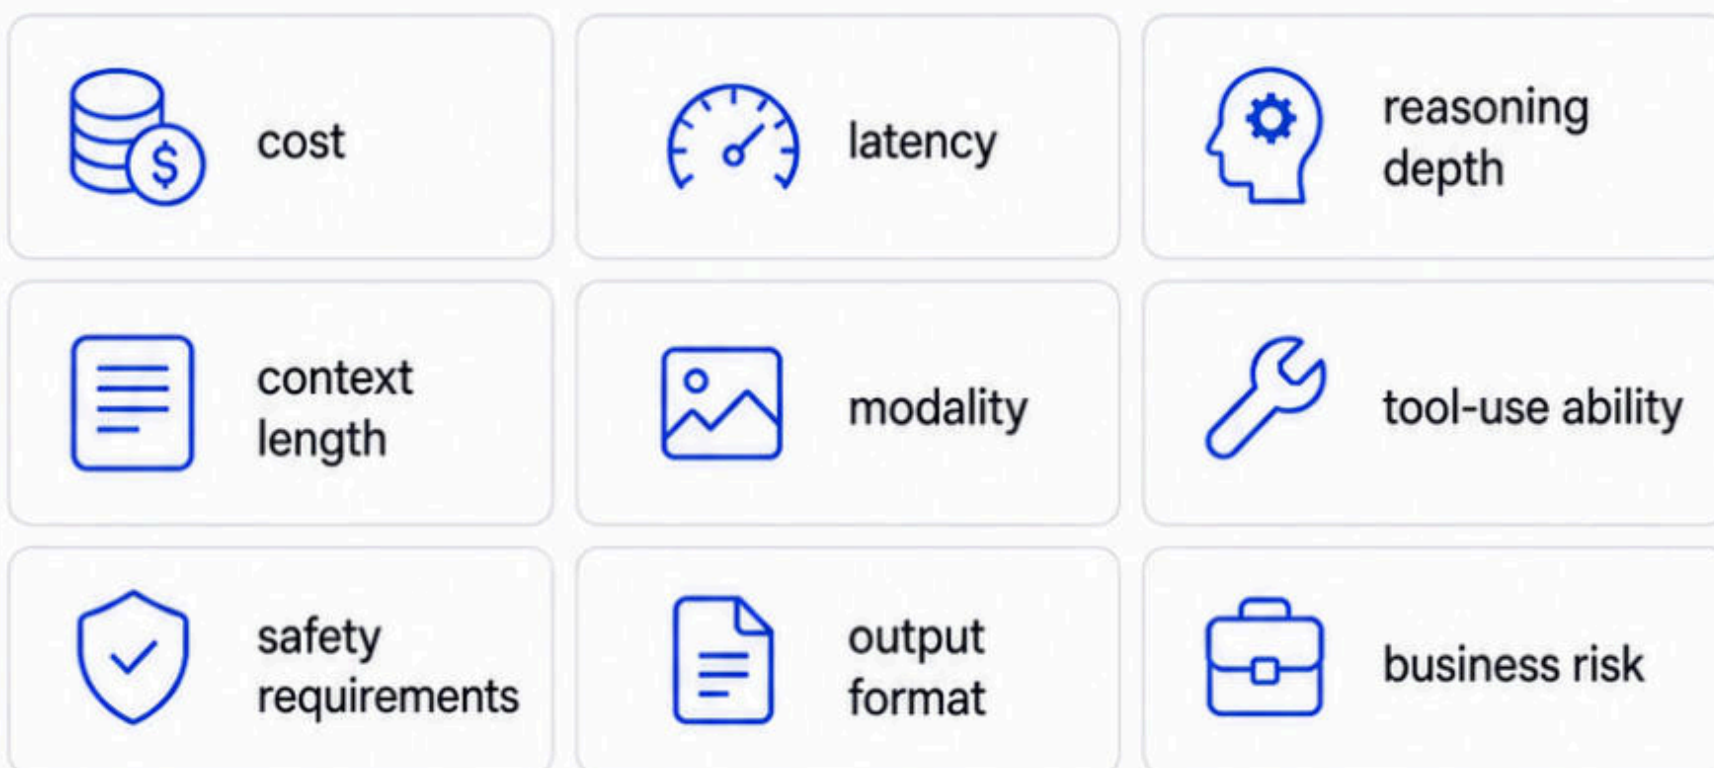 cost
latency
reasoning
depth
context
length
modality
tool-use ability
safety
requirements
output
format
business risk